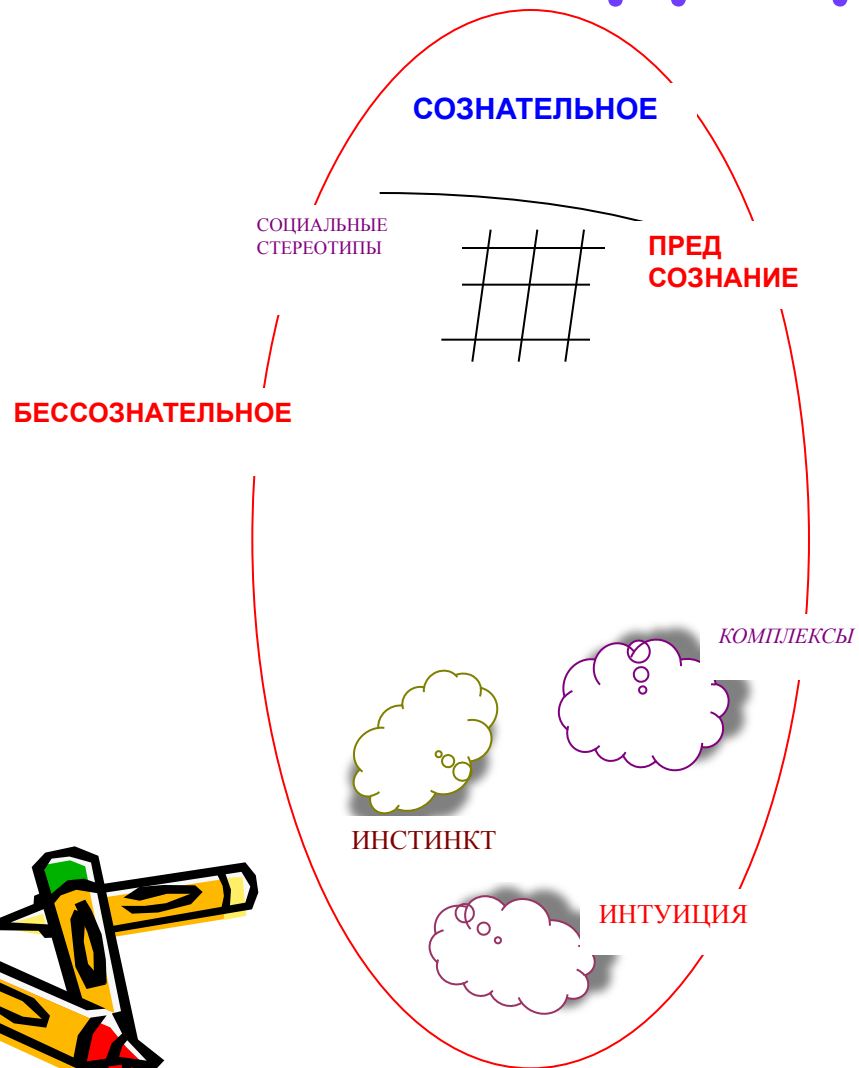 СОЗНАТЕЛЬНОЕ
СОЦИАЛЬНЫЕ
СТЕРЕОТИПЫ
ПРЕД
СОЗНАНИЕ
БЕССОЗНАТЕЛЬНОЕ
КОМПЛЕКСЫ
ИНСТИНКТ
ИНТУИЦИЯ